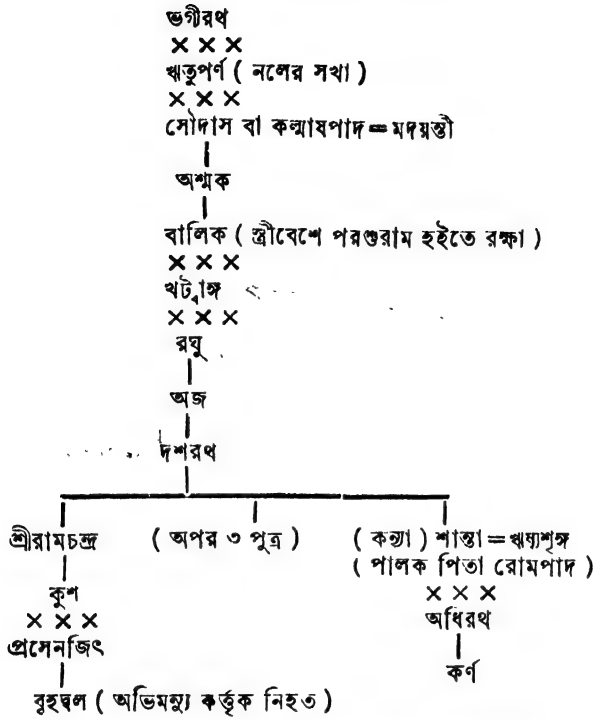 ভগীরথ
× × ×
ঋতুপর্ণ ( নলের সখা )
× × ×
সৌদাস বা কল্মাষপাদ = মদয়ন্তী
অশ্মক
বালিক ( স্ত্রীবেশে পরশুরাম হইতে রক্ষা )
× × ×
খট্বাঙ্গ
× × ×
রঘু
অজ
দশরথ
শ্রীরামচন্দ্র ( অপর ৩ পুত্র ) ( কন্যা ) শান্তা = ঋষ্যশৃঙ্গ
( পালক পিতা রোমপাদ )
কুশ × × ×
× × × অধিরথ
প্রসেনজিৎ
কর্ণ
বৃহদ্বল ( অভিমন্যু কর্ত্তৃক নিহত )